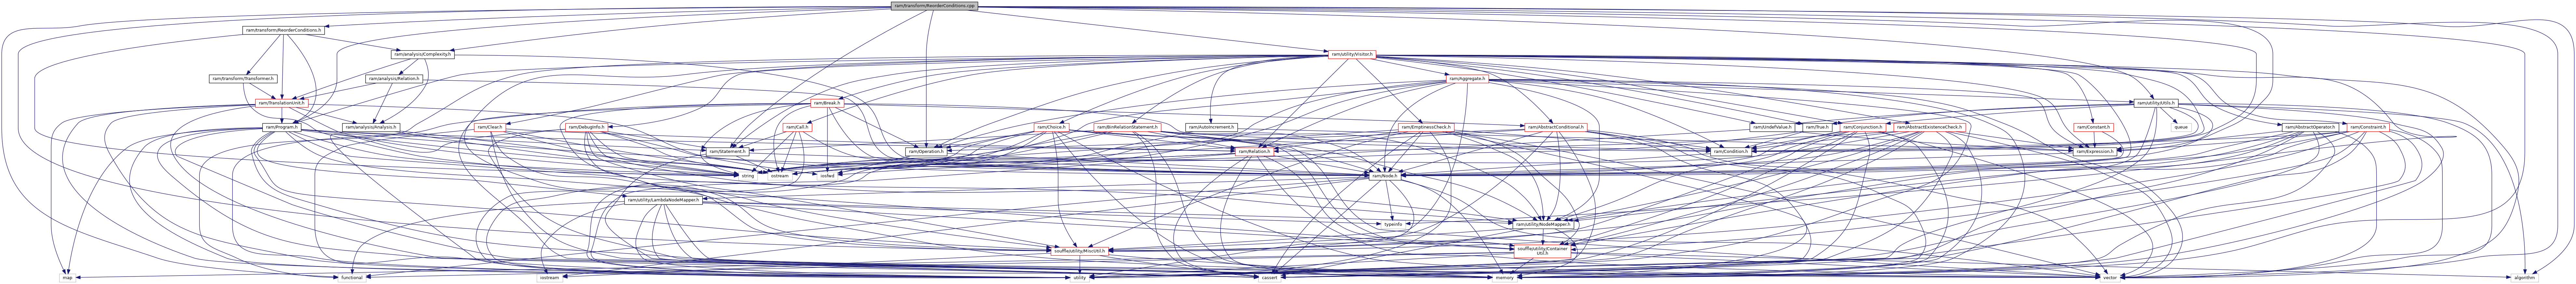 ram/transform/ReorderConditions.cpp
ram/transform/ReorderConditions.h
ram/analysis/Complexity.h
ram/utility/Visitor.h
ram/transform/Transformer.h
ram/analysis/Relation.h
ram/Aggregate.h
ram/TranslationUnit.h
ram/Break.h
ram/utility/Utils.h
ram/Program.h
ram/analysis/Analysis.h
ram/Clear.h
ram/DebugInfo.h
ram/Call.h
ram/Choice.h
ram/BinRelationStatement.h
ram/AutoIncrement.h
ram/EmptinessCheck.h
ram/AbstractConditional.h
ram/UndefValue.h
ram/True.h
ram/Conjunction.h
ram/AbstractExistenceCheck.h
ram/Constant.h
queue
ram/AbstractOperator.h
ram/Constraint.h
ram/Statement.h
ram/Operation.h
ram/Relation.h
ram/Condition.h
ram/Expression.h
string
ostream
iosfwd
ram/Node.h
ram/utility/LambdaNodeMapper.h
typeinfo
ram/utility/NodeMapper.h
souffle/utility/MiscUtil.h
souffle/utility/Container
Util.h
map
functional
iostream
utility
cassert
memory
vector
algorithm